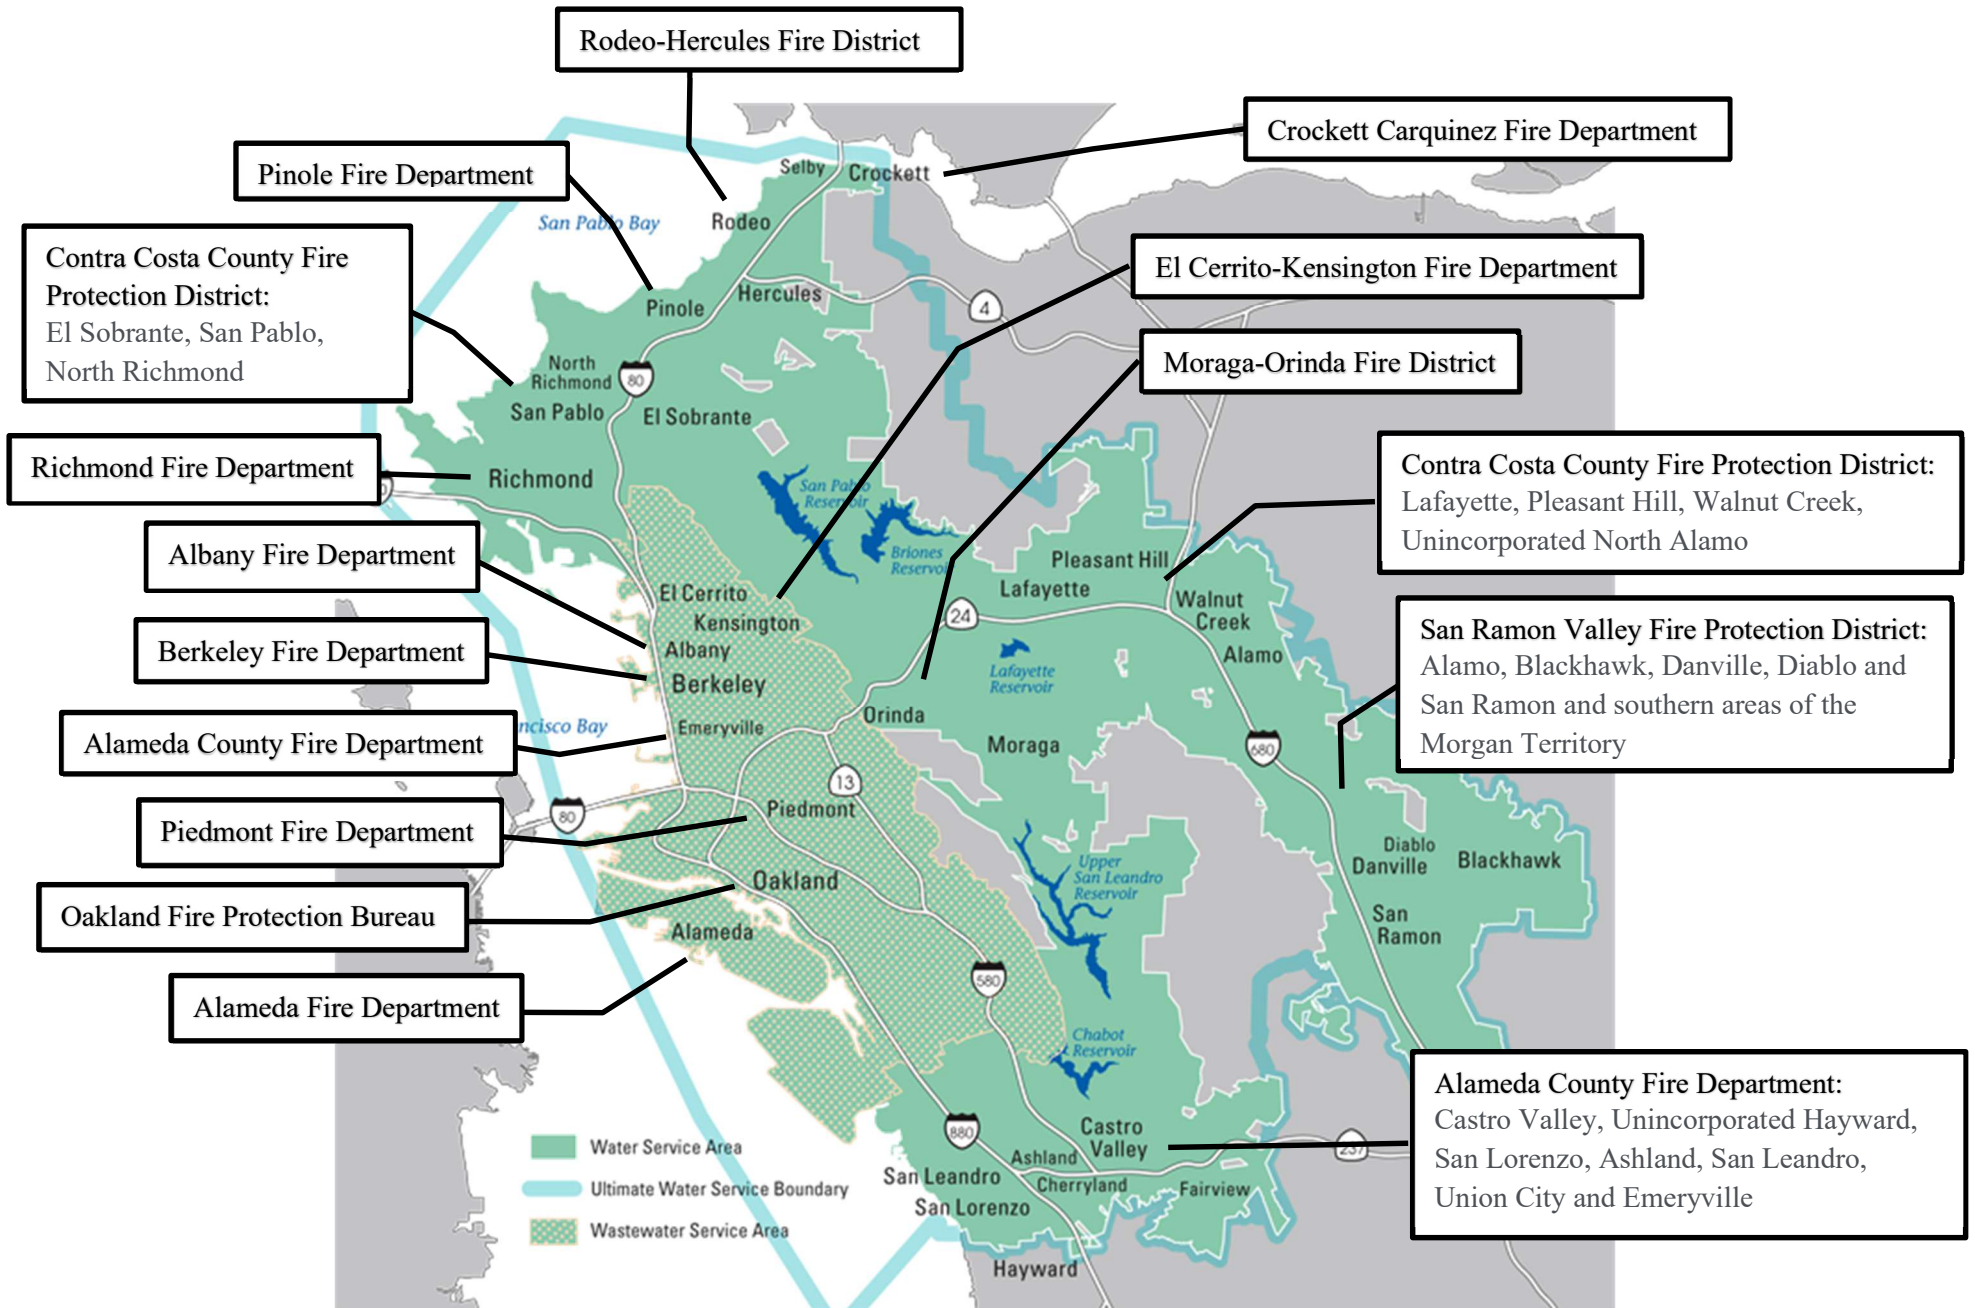 Rodeo-Hercules Fire District
Crockett Carquinez Fire Department
Pinole Fire Department
Selby
Crockett
San Pablo Bay
Rodeo
Contra Costa County Fire
Protection District:
El Sobrante, San Pablo,
North Richmond
El Cerrito-Kensington Fire Department
Hercules
Pinole
4
Moraga-Orinda Fire District
North
Richmond
80
San Pablo
El Sobrante
Richmond Fire Department
Richmond
San Pablo
Reservoir
Contra Costa County Fire Protection District:
Lafayette, Pleasant Hill, Walnut Creek,
Unincorporated North Alamo
Albany Fire Department
Briones
Reservoir
Pleasant Hill
Lafayette
El Cerrito
Kensington
24
Walnut
Creek
San Ramon Valley Fire Protection District:
Alamo, Blackhawk, Danville, Diablo and
San Ramon and southern areas of the
Morgan Territory
Berkeley Fire Department
Albany
Berkeley
Lafayette
Reservoir
Alamo
Alameda County Fire Department
ncisco Bay
Emeryville
Orinda
Moraga
680
13
Piedmont Fire Department
80
Piedmont
Diablo
Danville
Blackhawk
Upper
San Leandro
Reservoir
Oakland Fire Protection Bureau
Oakland
Alameda
San
Ramon
Alameda Fire Department
580
Chabot
Reservoir
Alameda County Fire Department:
Castro Valley, Unincorporated Hayward,
San Lorenzo, Ashland, San Leandro,
Union City and Emeryville
880
Castro
Valley
237
Ashland
San Leandro
Cherryland
Fairview
San Lorenzo
Hayward
Water Service Area
Ultimate Water Service Boundary
Wastewater Service Area